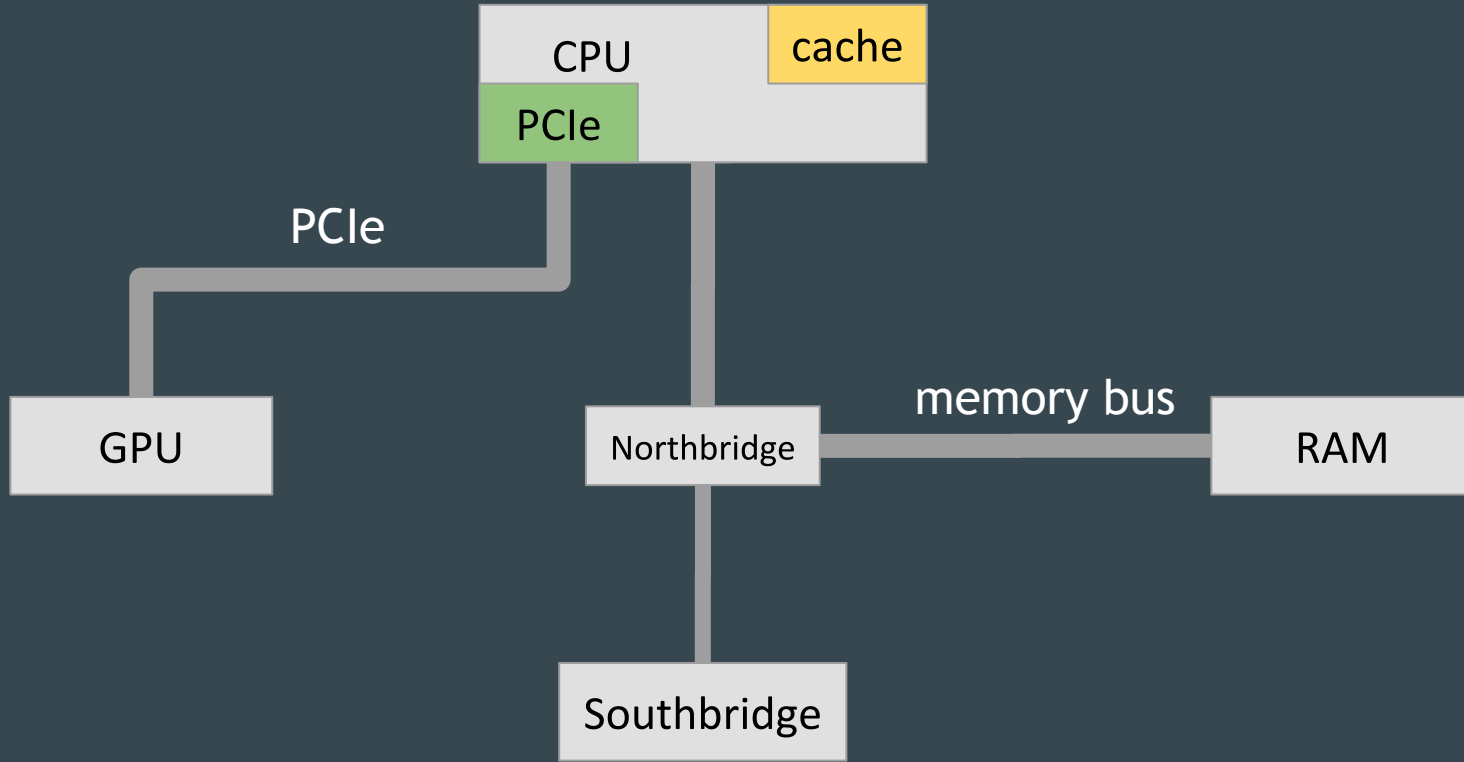 CPU
cache
PCIe
PCIe
memory bus
GPU
Northbridge
RAM
Southbridge